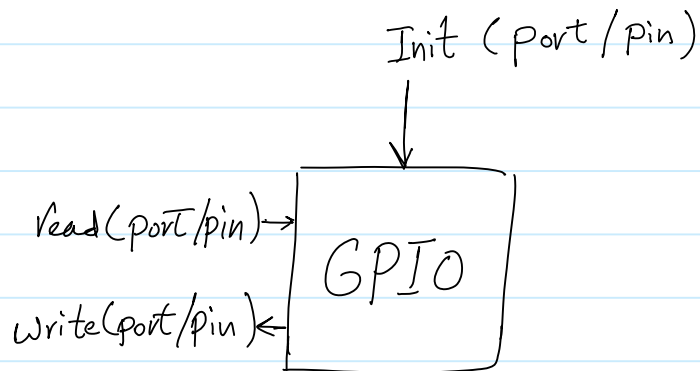 Init (port/pin)
read(port/pin)
GPIO
write(port/pin)